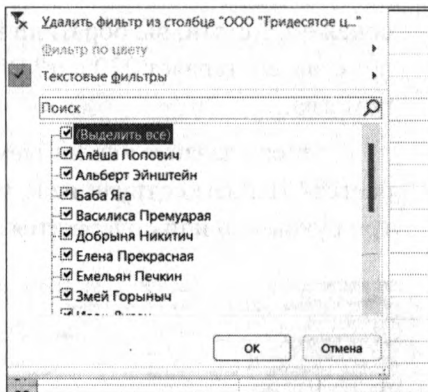 Удалить фильтр из столбца "ООО "Тридесятое ц..."
Фильтр по цвету
Текстовые фильтры
Поиск
(Выделить все)
Алёша Попович
Альберт Эйнштейн
Баба Яга
Василиса Премудрая
Добрыня Никитич
Елена Прекрасная
Емельян Печкин
Змей Горыныч
ОК Отмена